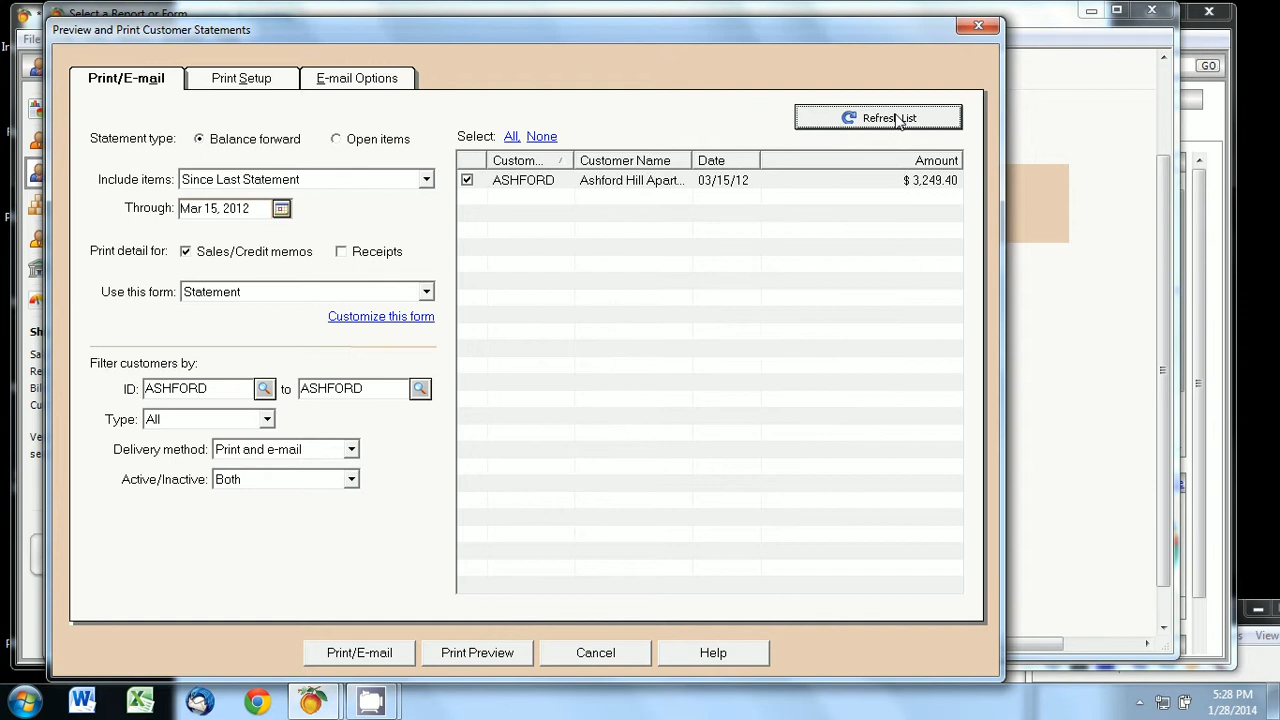 Select a Report or Form
Preview and Print Customer Statements
File
GO
Print/E-mail
Print Setup
E-mail Options
Refresh List
Statement type:
Balance forward
Open items
Select: All, None
Custom... Customer Name Date Amount
ASHFORD Ashford Hill Apart... 03/15/12 $ 3,249.40
Include items: Since Last Statement
Through: Mar 15, 2012
Print detail for: Sales/Credit memos Receipts
Use this form: Statement
Customize this form
Filter customers by:
ID: ASHFORD to ASHFORD
Type: All
Delivery method: Print and e-mail
Active/Inactive: Both
Print/E-mail
Print Preview
Cancel
Help
View
5:28 PM
1/28/2014